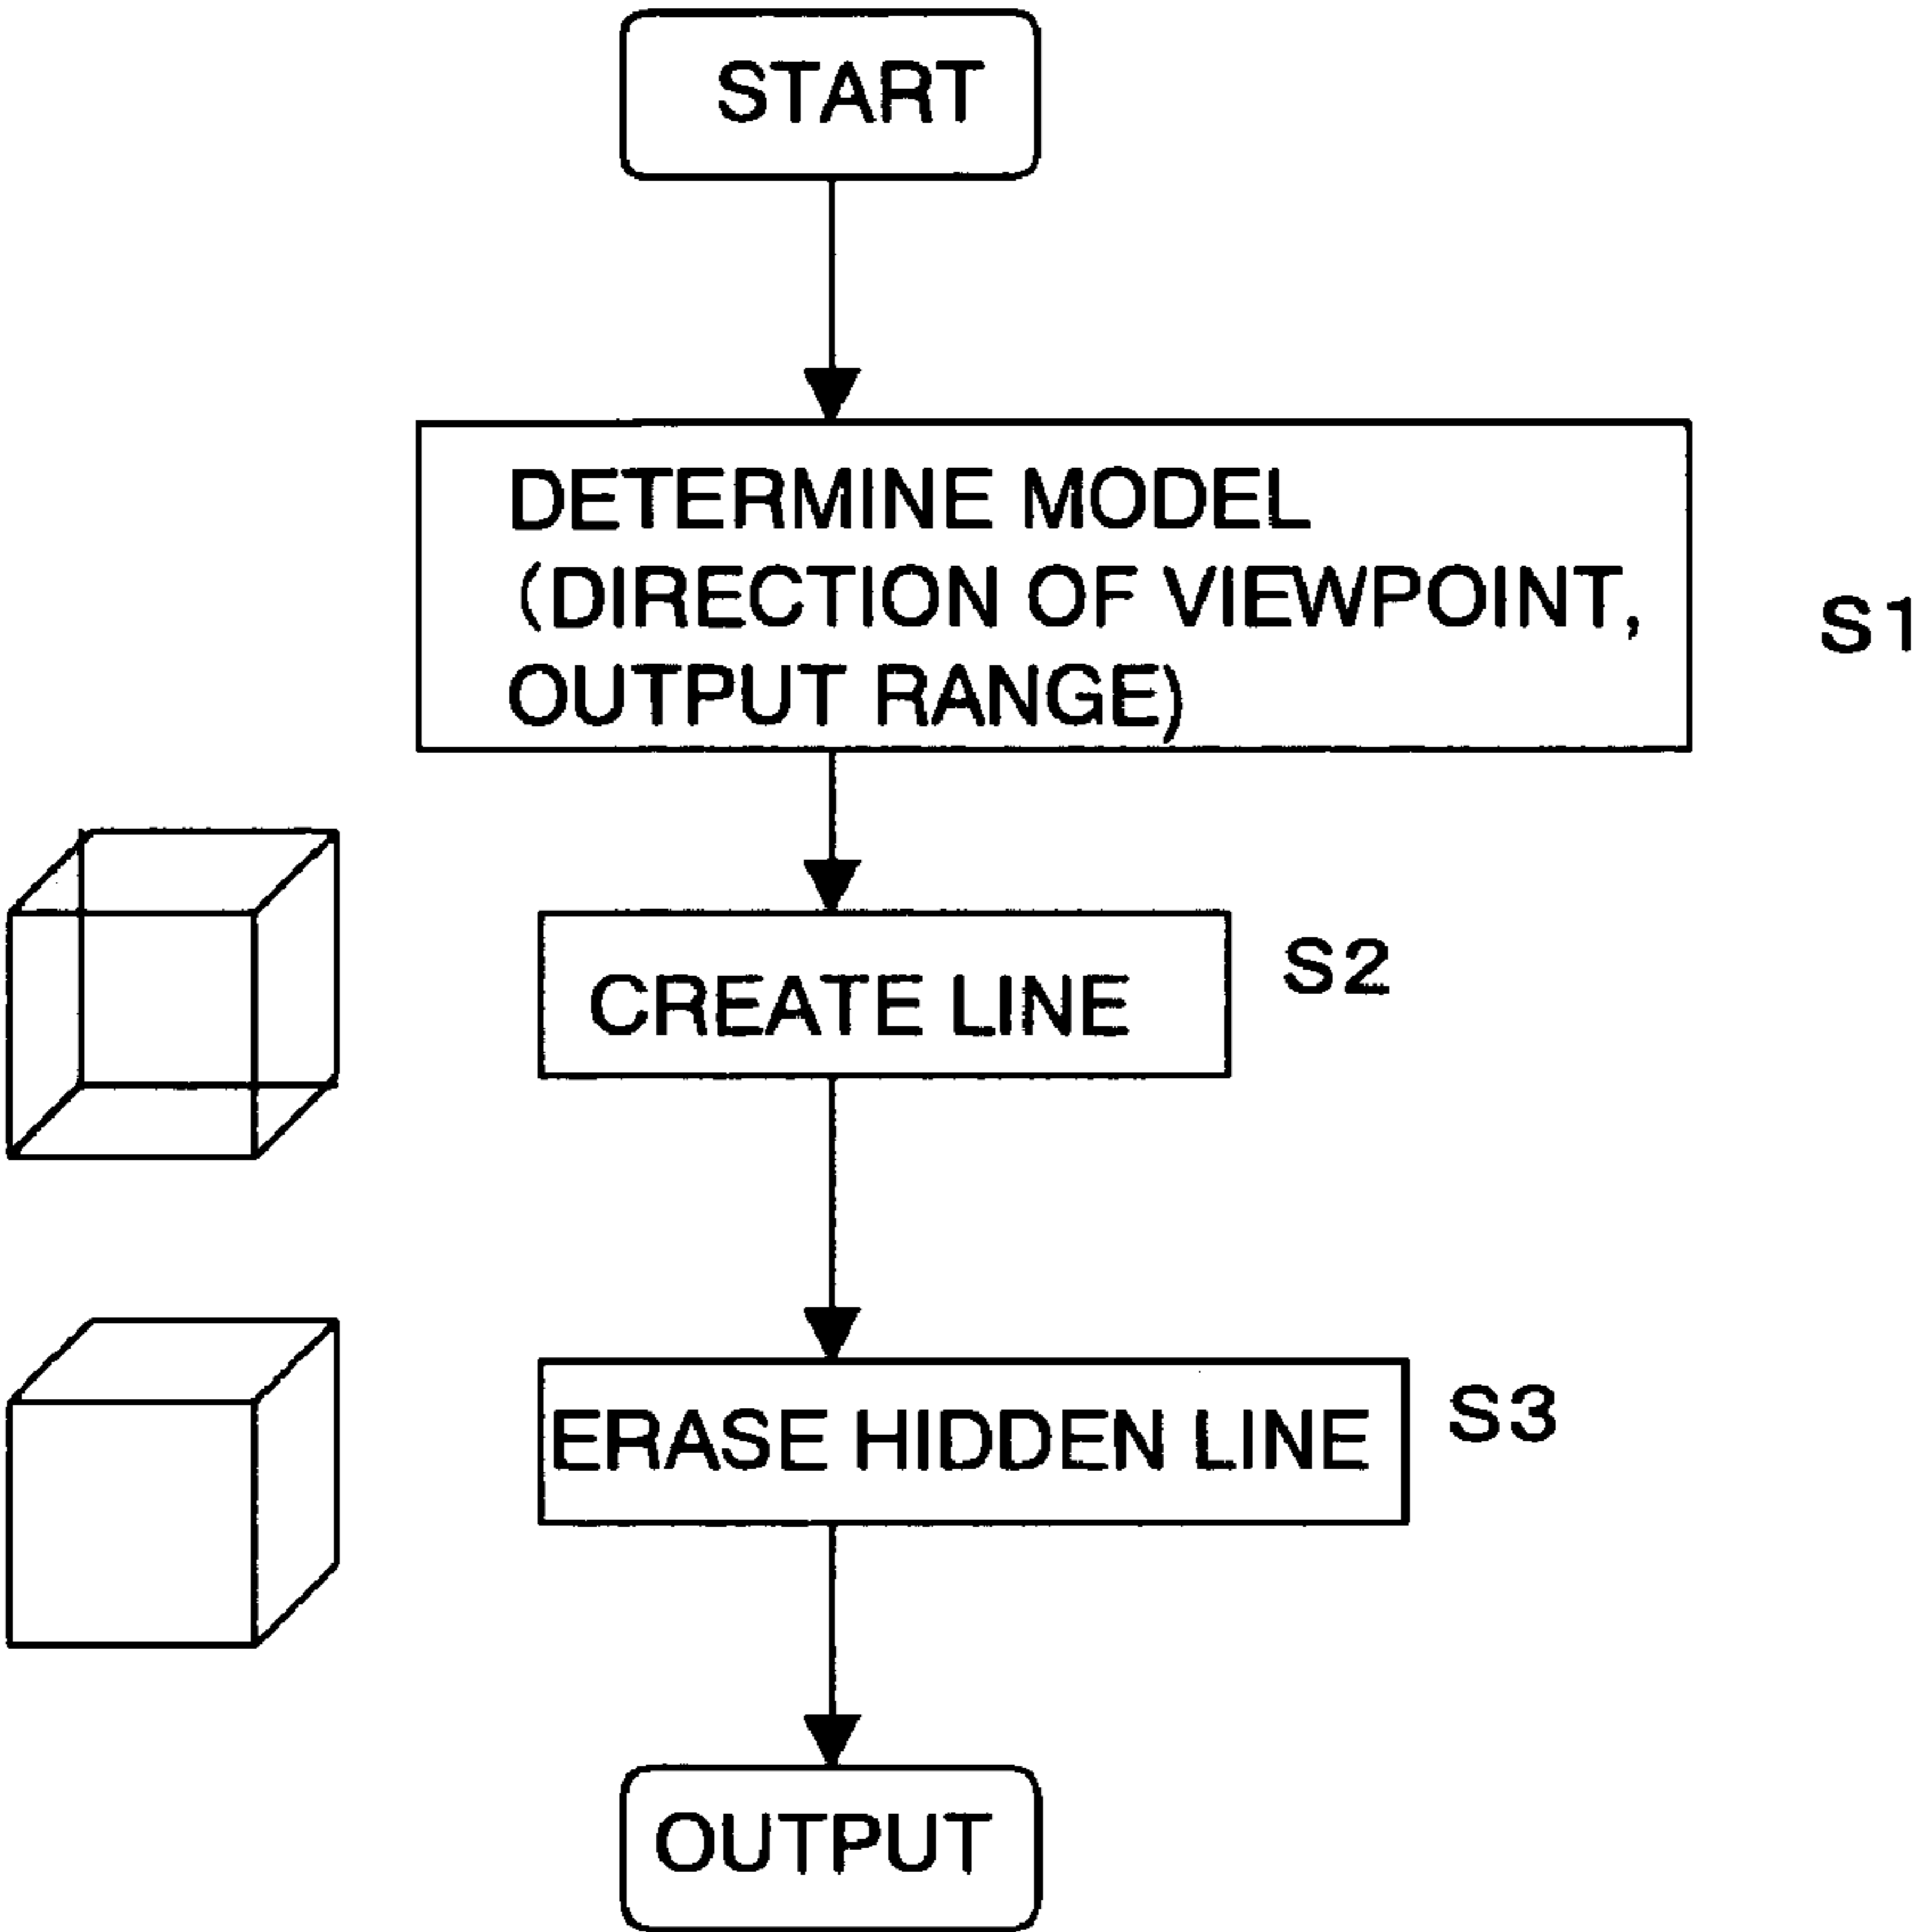 START
DETERMINE MODEL
(DIRECTION OF VIEWPOINT,
OUTPUT RANGE)
S1
CREATE LINE
S2
ERASE HIDDEN LINE
S3
OUTPUT